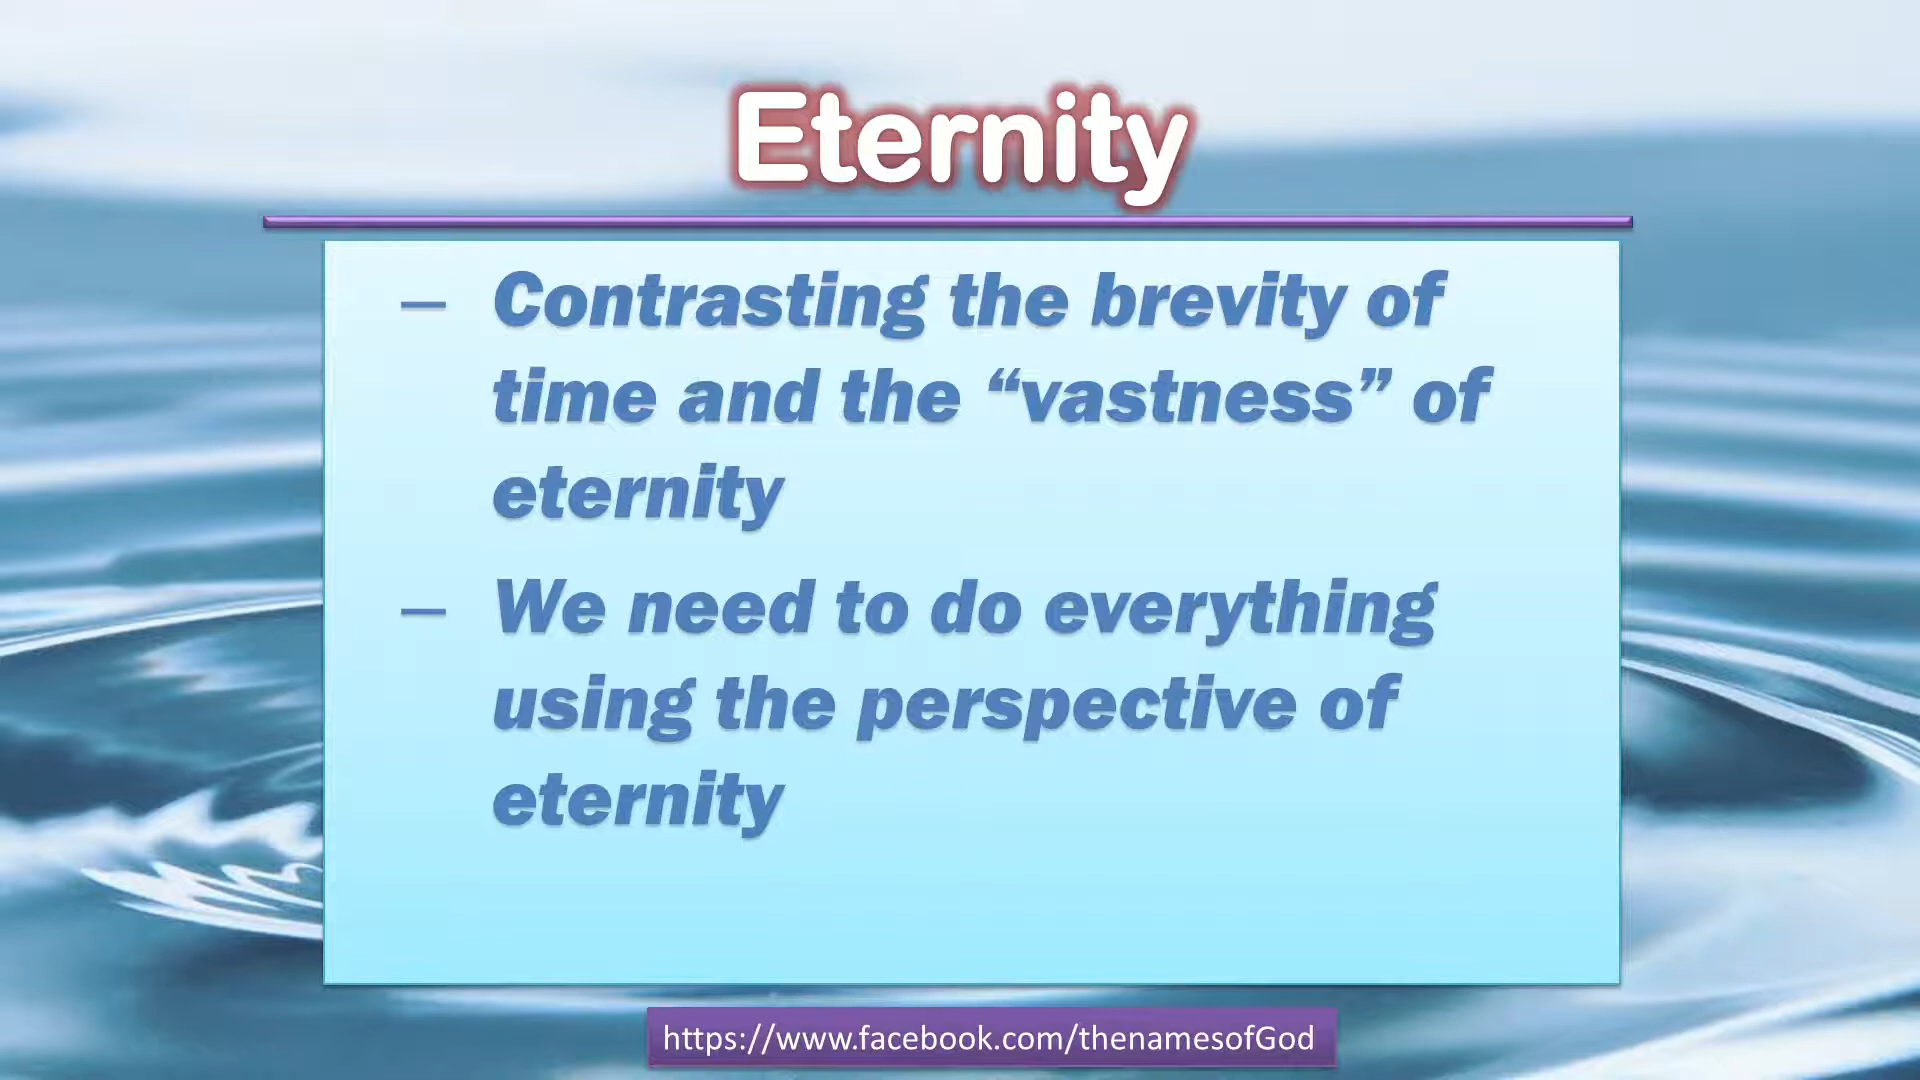 Eternity
– Contrasting the brevity of
time and the “vastness” of
eternity
– We need to do everything
using the perspective of
eternity
https://www.facebook.com/thenamesofGod